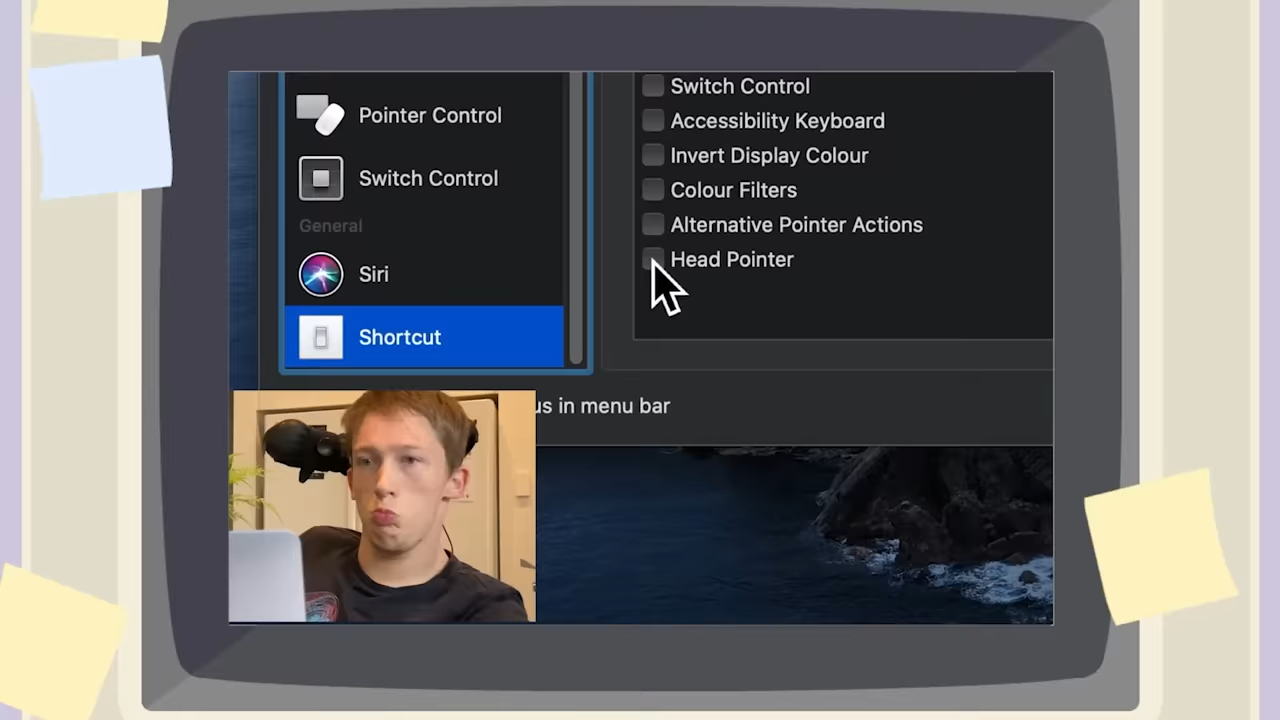 Pointer Control
Switch Control
General
Siri
Shortcut
Switch Control
Accessibility Keyboard
Invert Display Colour
Colour Filters
Alternative Pointer Actions
Head Pointer
us in menu bar